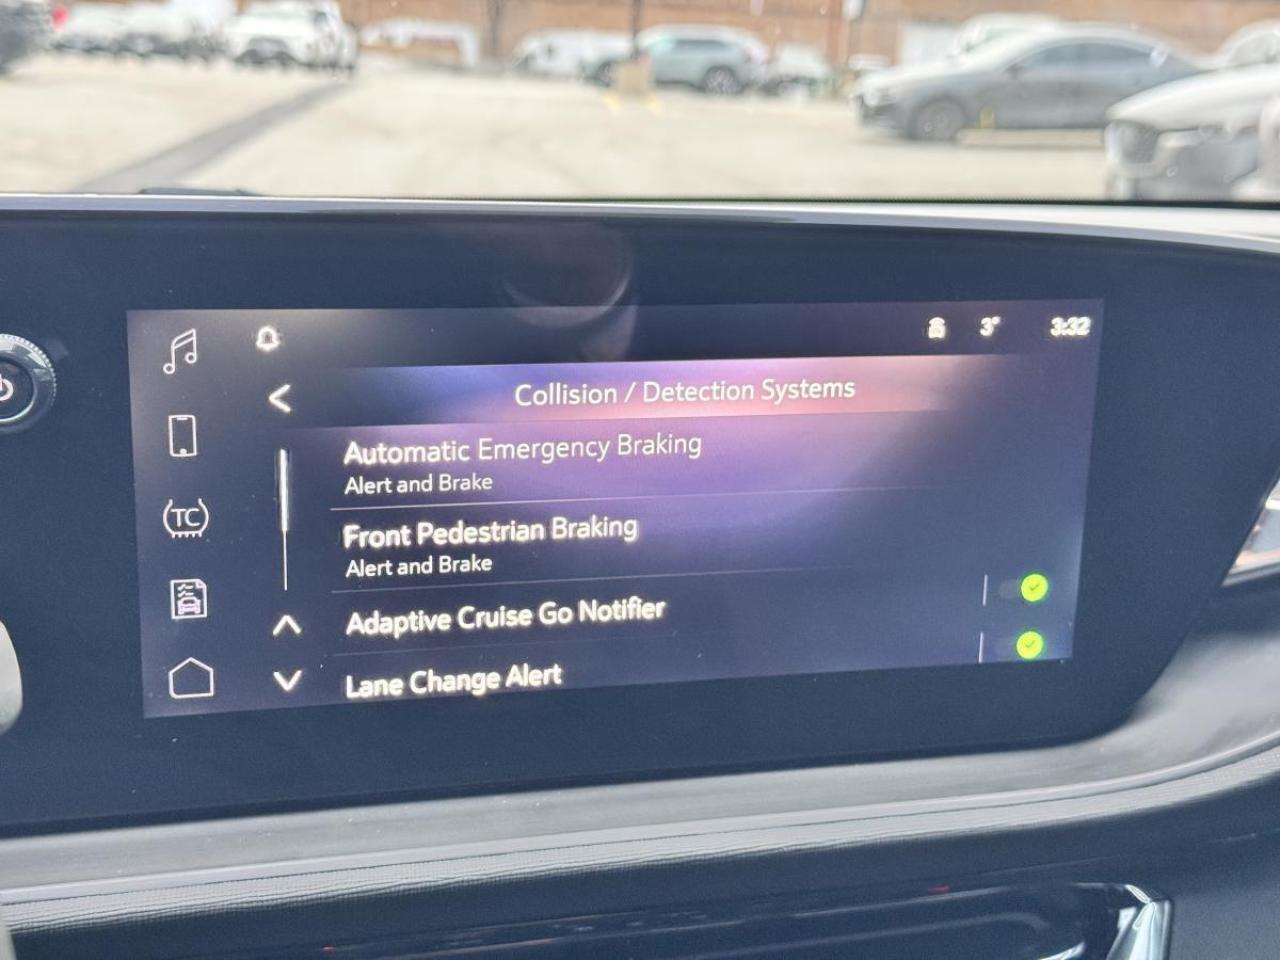 3° 3:32
Collision / Detection Systems
Automatic Emergency Braking
Alert and Brake
Front Pedestrian Braking
Alert and Brake
TC
Adaptive Cruise Go Notifier
Lane Change Alert